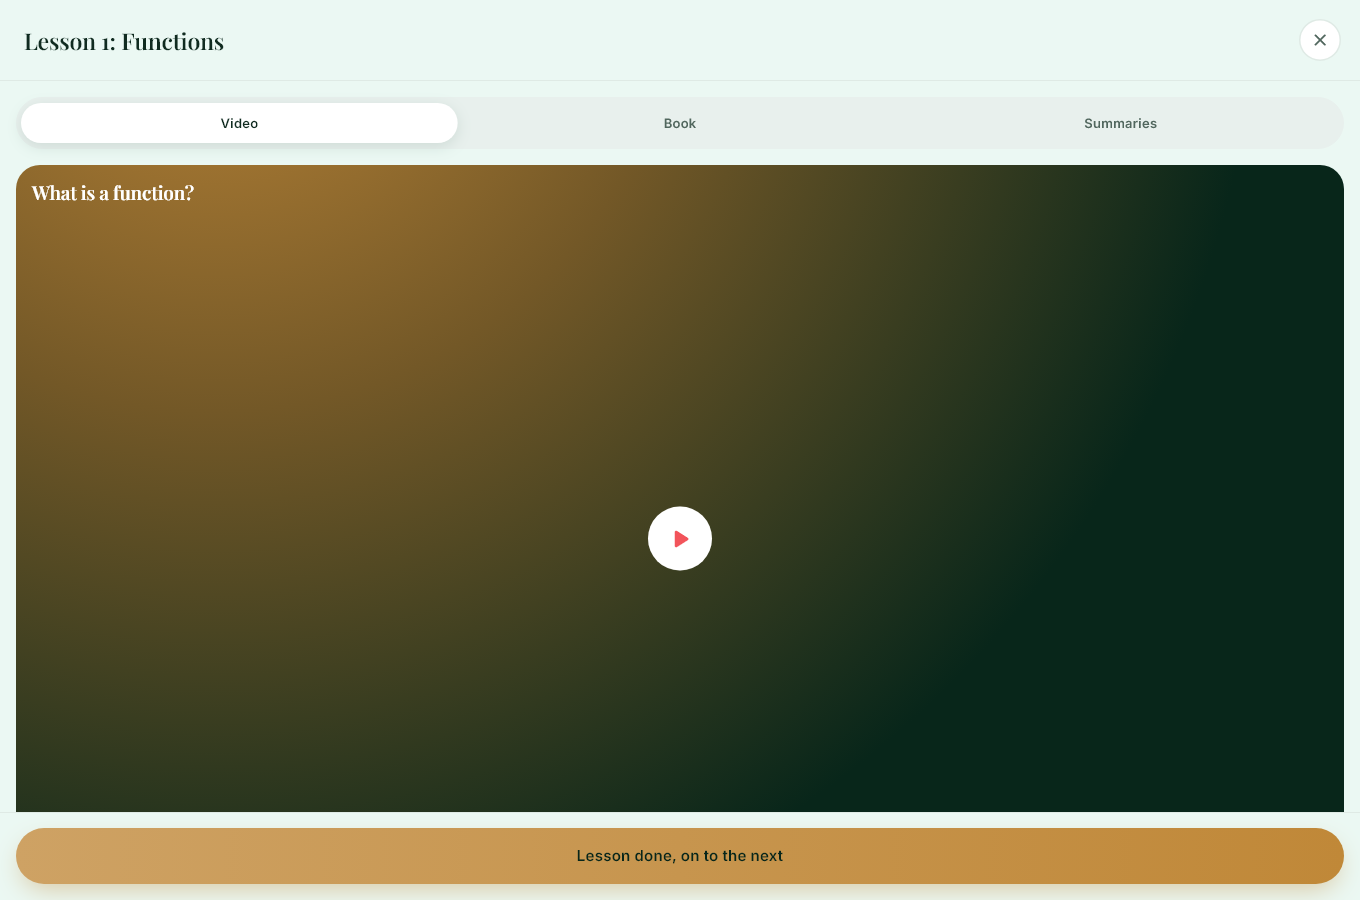 Lesson 1: Functions
Video
Book
Summaries
What is a function?
Lesson done, on to the next